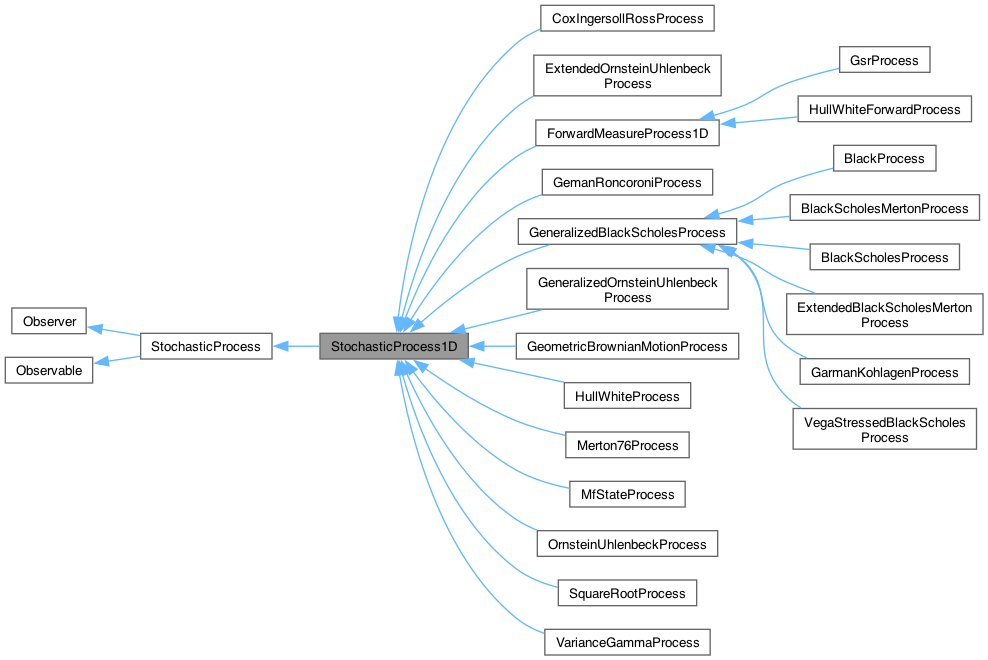 Observer
Observable
StochasticProcess
StochasticProcess1D
CoxIngersollRossProcess
ExtendedOrnsteinUhlenbeck
Process
ForwardMeasureProcess1D
GemanRoncoroniProcess
GeneralizedBlackScholesProcess
GeneralizedOrnsteinUhlenbeck
Process
GeometricBrownianMotionProcess
HullWhiteProcess
Merton76Process
MfStateProcess
OrnsteinUhlenbeckProcess
SquareRootProcess
VarianceGammaProcess
GsrProcess
HullWhiteForwardProcess
BlackProcess
BlackScholesMertonProcess
BlackScholesProcess
ExtendedBlackScholesMerton
Process
GarmanKohlagenProcess
VegaStressedBlackScholes
Process